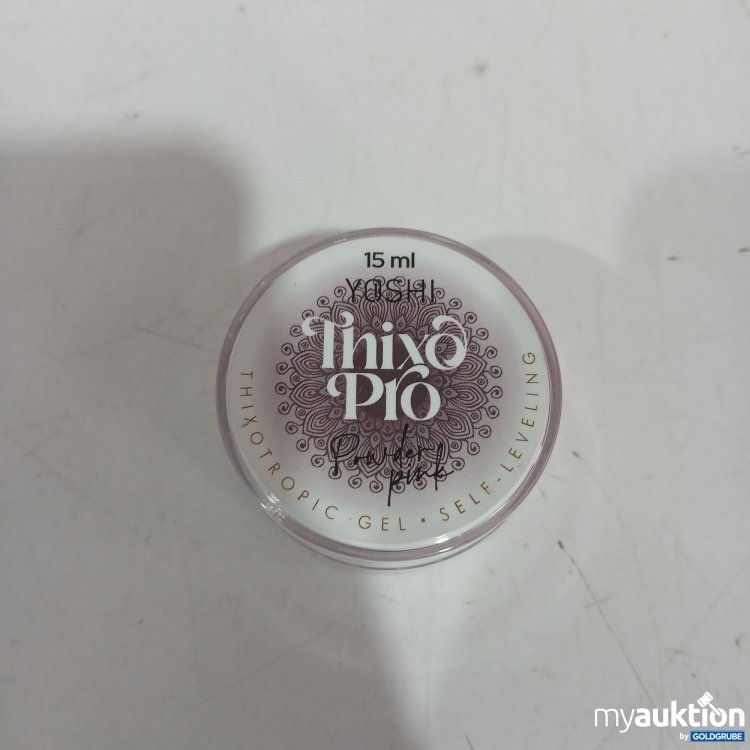 15 ml
YOSHI
Thixo
Pro
Powder
pink
THIXOTROPIC GEL • SELF-LEVELING
myauktion
by GOLDGRUBE